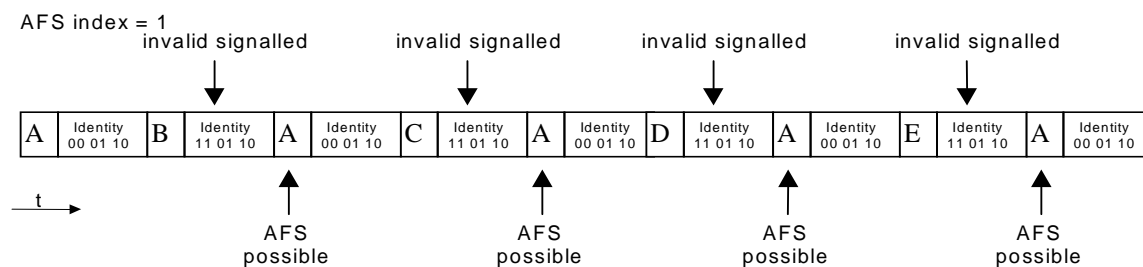 AFS index = 1
invalid signalled invalid signalled invalid signalled invalid signalled
A Identity B Identity A Identity C Identity A Identity D Identity A Identity E Identity A Identity
00 01 10 11 01 10 00 01 10 11 01 10 00 01 10 11 01 10 00 01 10 11 01 10 00 01 10
t
AFS AFS AFS AFS
possible possible possible possible